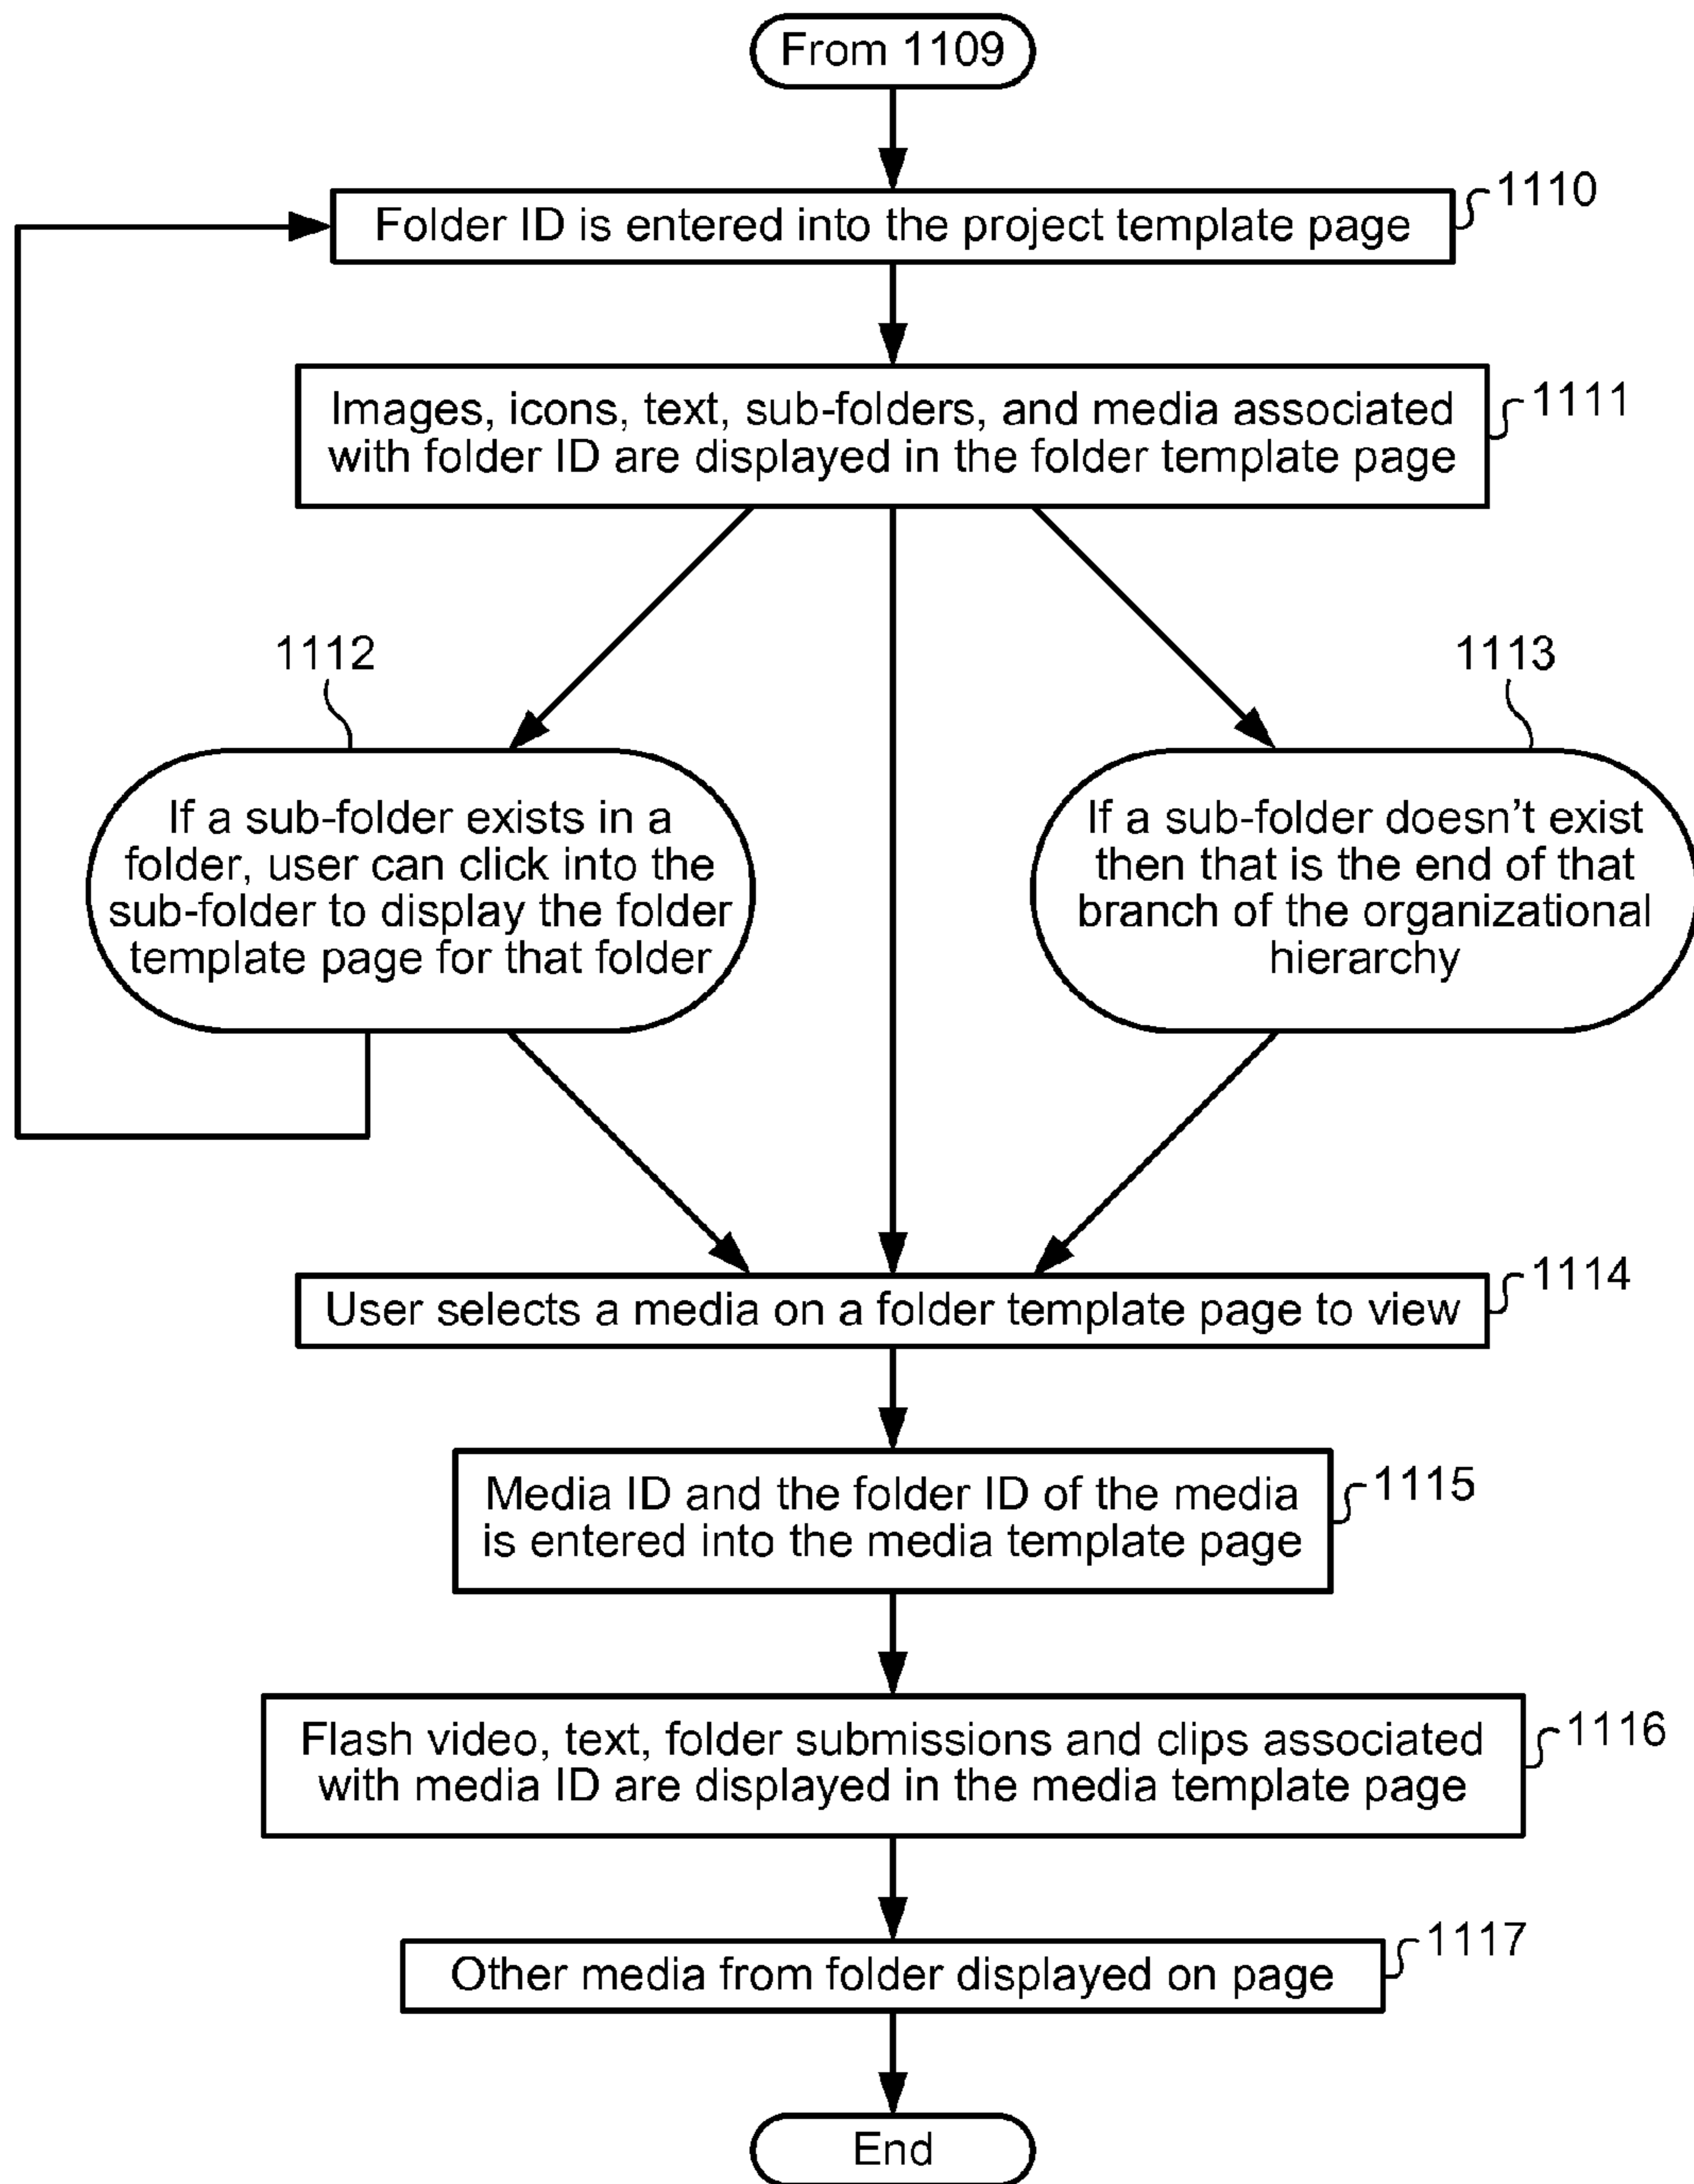 From 1109
Folder ID is entered into the project template page
1110
Images, icons, text, sub-folders, and media associated
with folder ID are displayed in the folder template page
1111
1112
If a sub-folder exists in a
folder, user can click into the
sub-folder to display the folder
template page for that folder
1113
If a sub-folder doesn't exist
then that is the end of that
branch of the organizational
hierarchy
User selects a media on a folder template page to view
1114
Media ID and the folder ID of the media
is entered into the media template page
1115
Flash video, text, folder submissions and clips associated
with media ID are displayed in the media template page
1116
Other media from folder displayed on page
1117
End